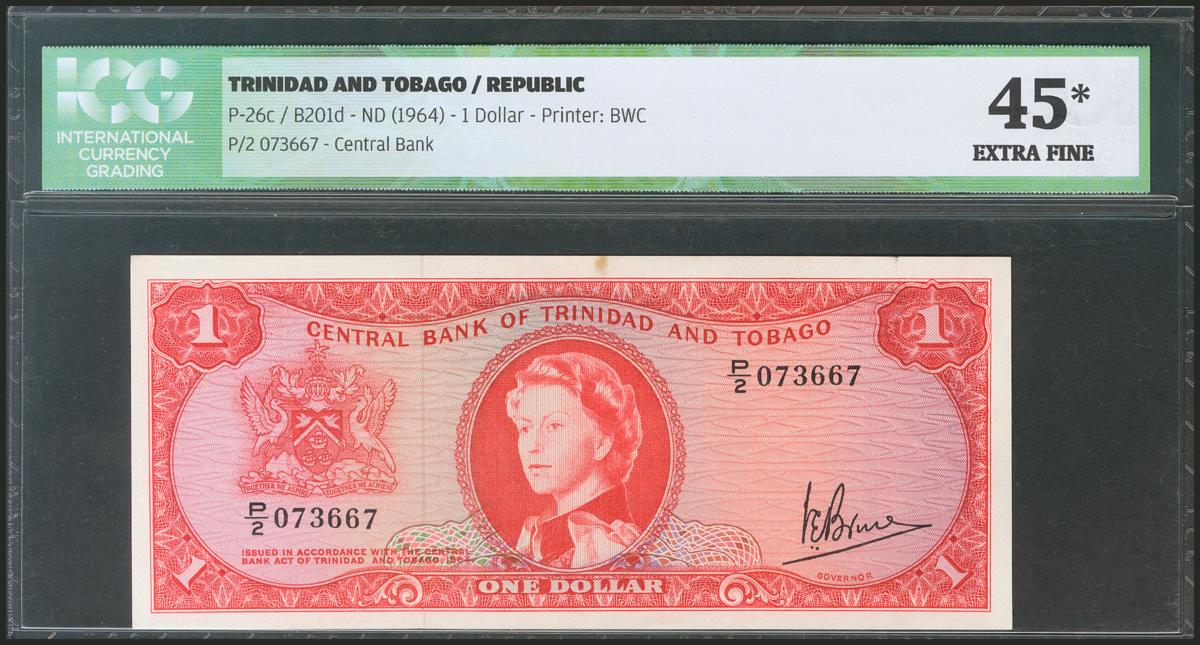 ICG
INTERNATIONAL
CURRENCY
GRADING
TRINIDAD AND TOBAGO / REPUBLIC
P-26c / B201d - ND (1964) - 1 Dollar - Printer: BWC
P/2 073667 - Central Bank
45*
EXTRA FINE
1
1
CENTRAL BANK OF TRINIDAD AND TOBAGO
P/2 073667
TOGETHER WE ASPIRE TOGETHER WE ACHIEVE
P/2 073667
ISSUED IN ACCORDANCE WITH THE CENTRAL
BANK ACT OF TRINIDAD AND TOBAGO, 1964
GOVERNOR
1
ONE DOLLAR
1